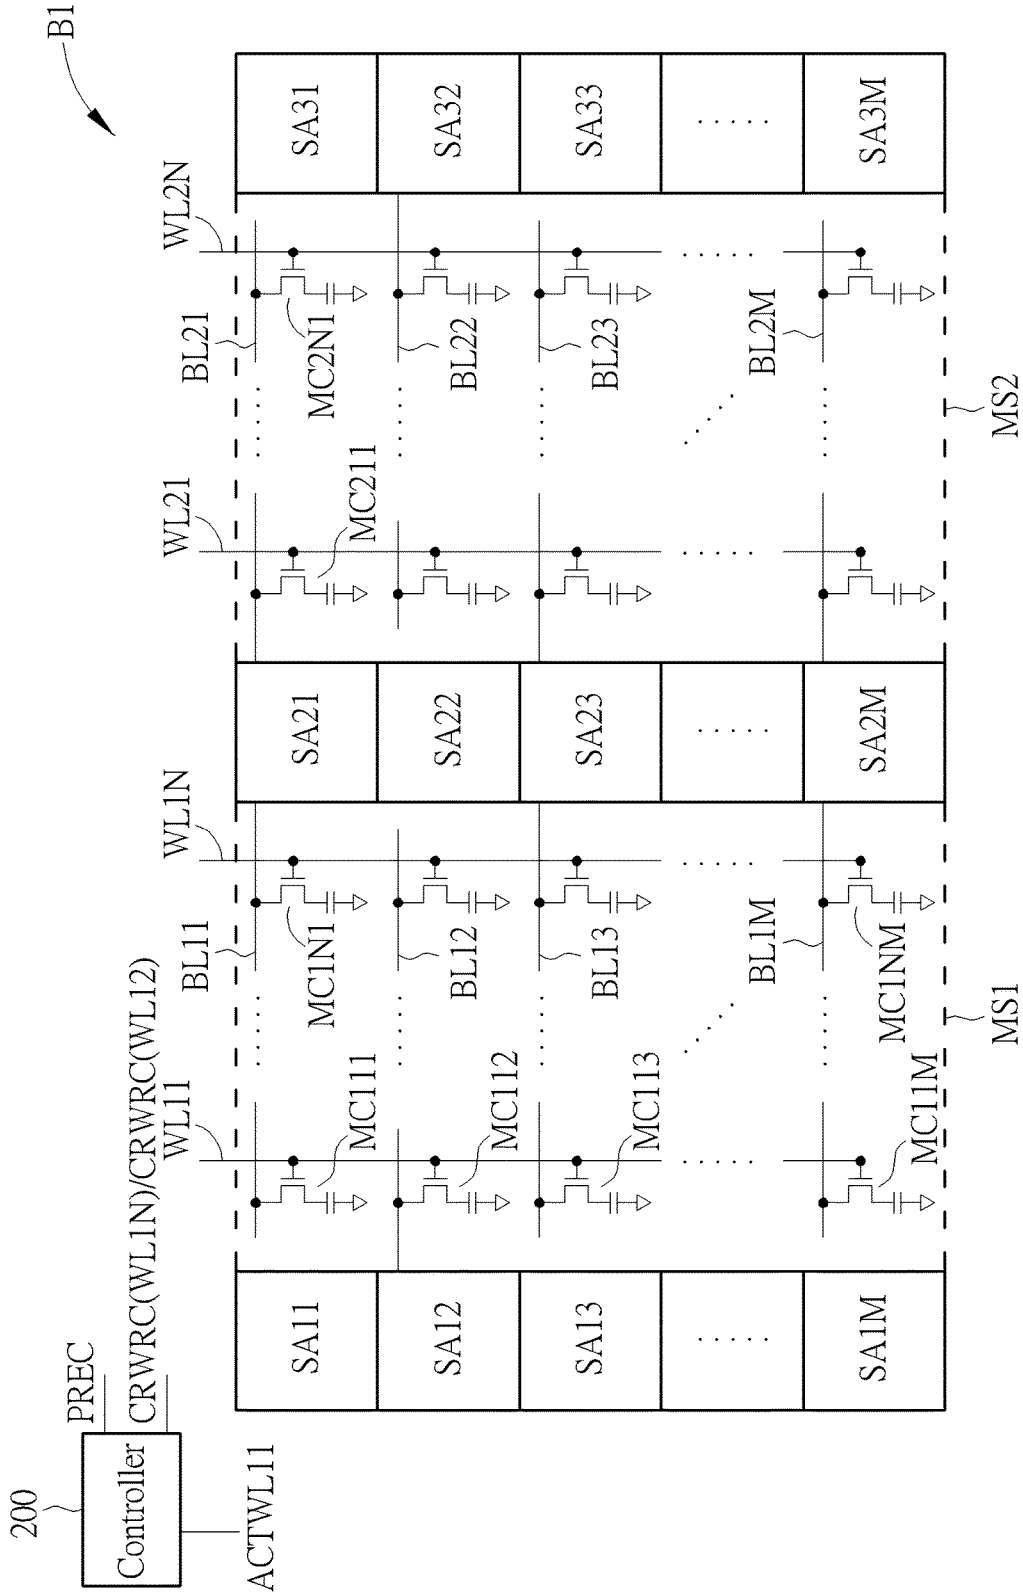 200
B1
Controller
PREC
CRWRC(WL1N)/CRWRC(WL12)
ACTWL11
WL11
BL11
WL1N
WL21
BL21
WL2N
SA11
SA12
SA13
.....
SA1M
MC111
MC112
MC113
MC11M
.....
MC1N1
BL12
BL13
BL1M
MC1NM
SA21
SA22
SA23
.....
SA2M
MC211
MC2N1
BL22
BL23
BL2M
SA31
SA32
SA33
.....
SA3M
MS1
MS2